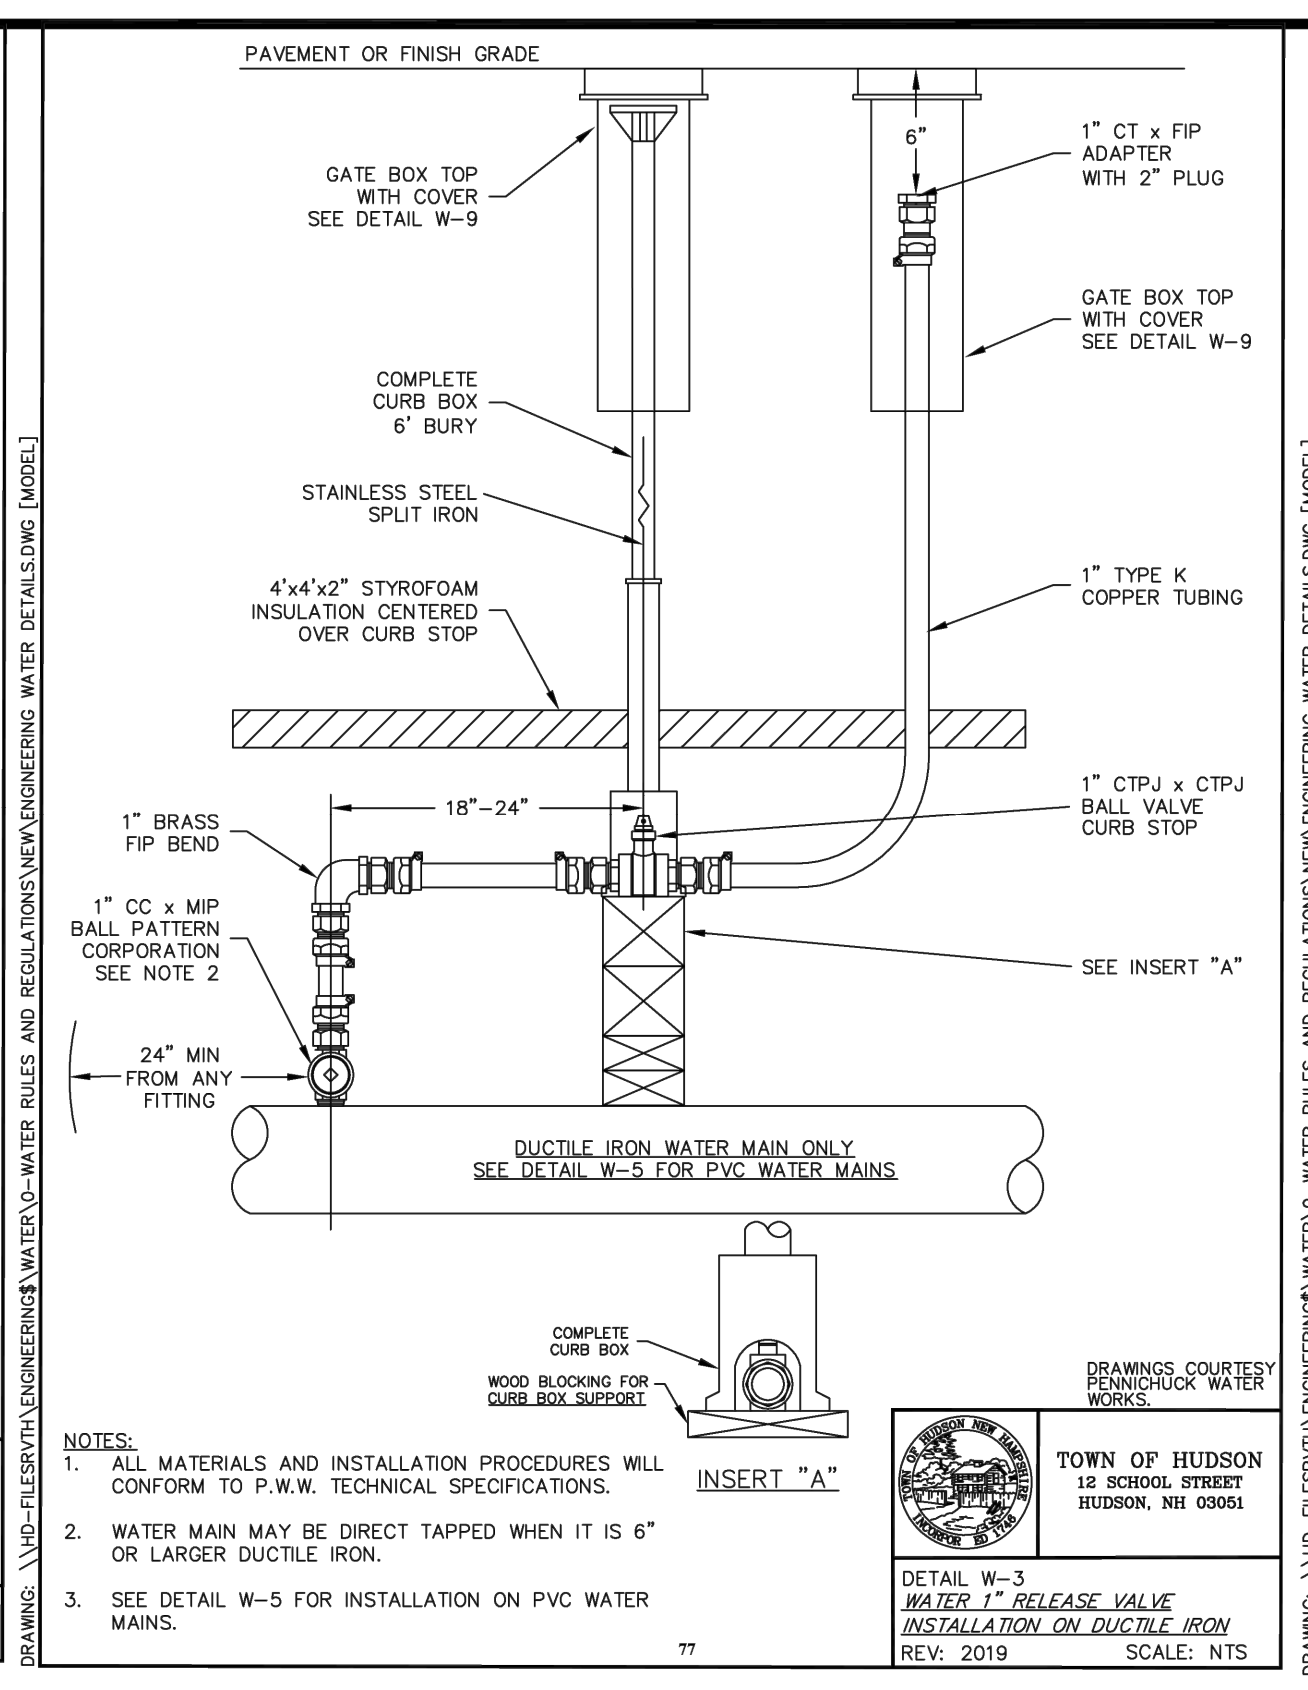 PAVEMENT OR FINISH GRADE
6"
1" CT x FIP
ADAPTER
WITH 2" PLUG
GATE BOX TOP
WITH COVER
SEE DETAIL W-9
GATE BOX TOP
WITH COVER
SEE DETAIL W-9
COMPLETE
CURB BOX
6' BURY
STAINLESS STEEL
SPLIT IRON
4'x4'x2" STYROFOAM
INSULATION CENTERED
OVER CURB STOP
1" TYPE K
COPPER TUBING
18"-24"
1" CTPJ x CTPJ
BALL VALVE
CURB STOP
1" BRASS
FIP BEND
1" CC x MIP
BALL PATTERN
CORPORATION
SEE NOTE 2
SEE INSERT "A"
24" MIN
FROM ANY
FITTING
DUCTILE IRON WATER MAIN ONLY
SEE DETAIL W-5 FOR PVC WATER MAINS
COMPLETE
CURB BOX
WOOD BLOCKING FOR
CURB BOX SUPPORT
INSERT "A"
NOTES:
1. ALL MATERIALS AND INSTALLATION PROCEDURES WILL
CONFORM TO P.W.W. TECHNICAL SPECIFICATIONS.
2. WATER MAIN MAY BE DIRECT TAPPED WHEN IT IS 6"
OR LARGER DUCTILE IRON.
3. SEE DETAIL W-5 FOR INSTALLATION ON PVC WATER
MAINS.
77
DRAWINGS COURTESY
PENNICHUCK WATER
WORKS.
TOWN OF HUDSON NEW HAMPSHIRE
INCORPOR ED 1746
TOWN OF HUDSON
12 SCHOOL STREET
HUDSON, NH 03051
DETAIL W-3
WATER 1" RELEASE VALVE
INSTALLATION ON DUCTILE IRON
REV: 2019 SCALE: NTS
DRAWING: \\HD-FILESRVTH\ENGINEERING$\WATER\0-WATER RULES AND REGULATIONS\NEW\ENGINEERING WATER DETAILS.DWG [MODEL]